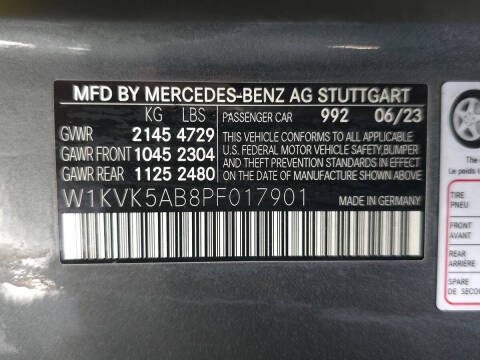 MFD BY MERCEDES-BENZ AG STUTTGART
KG LBS
PASSENGER CAR 992 06/23
GVWR 2145 4729
GAWR FRONT 1045 2304
GAWR REAR 1125 2480
THIS VEHICLE CONFORMS TO ALL APPLICABLE
U.S. FEDERAL MOTOR VEHICLE SAFETY,BUMPER
AND THEFT PREVENTION STANDARDS IN EFFECT
ON THE DATE OF MANUFACTURE SHOWN ABOVE.
W1KVK5AB8PF017901
MADE IN GERMANY
TIRE
PNEU
FRONT
AVANT
REAR
ARRIÈRE
SPARE
DE SECOU